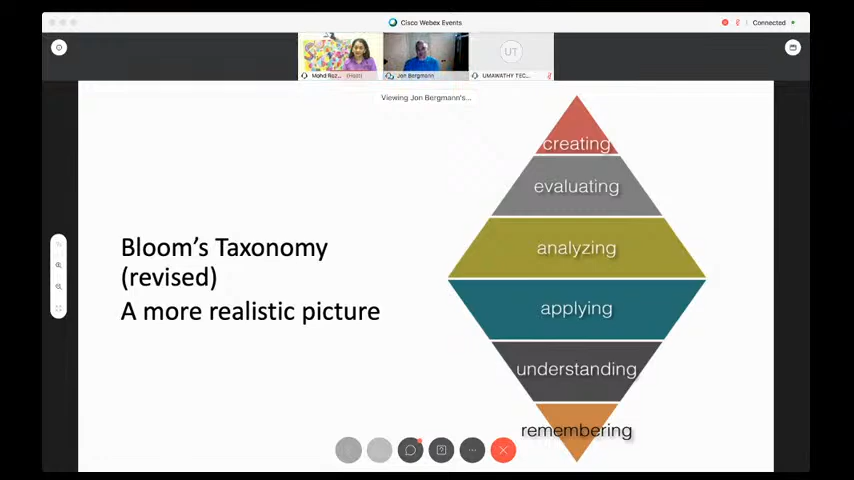 Cisco Webex Events
Connected
UT
Mohd Riz... (Host)
Jon Bergmann
UMAWATHY TEC...
Viewing Jon Bergmann's...
Bloom's Taxonomy
(revised)
A more realistic picture
creating
evaluating
analyzing
applying
understanding
remembering